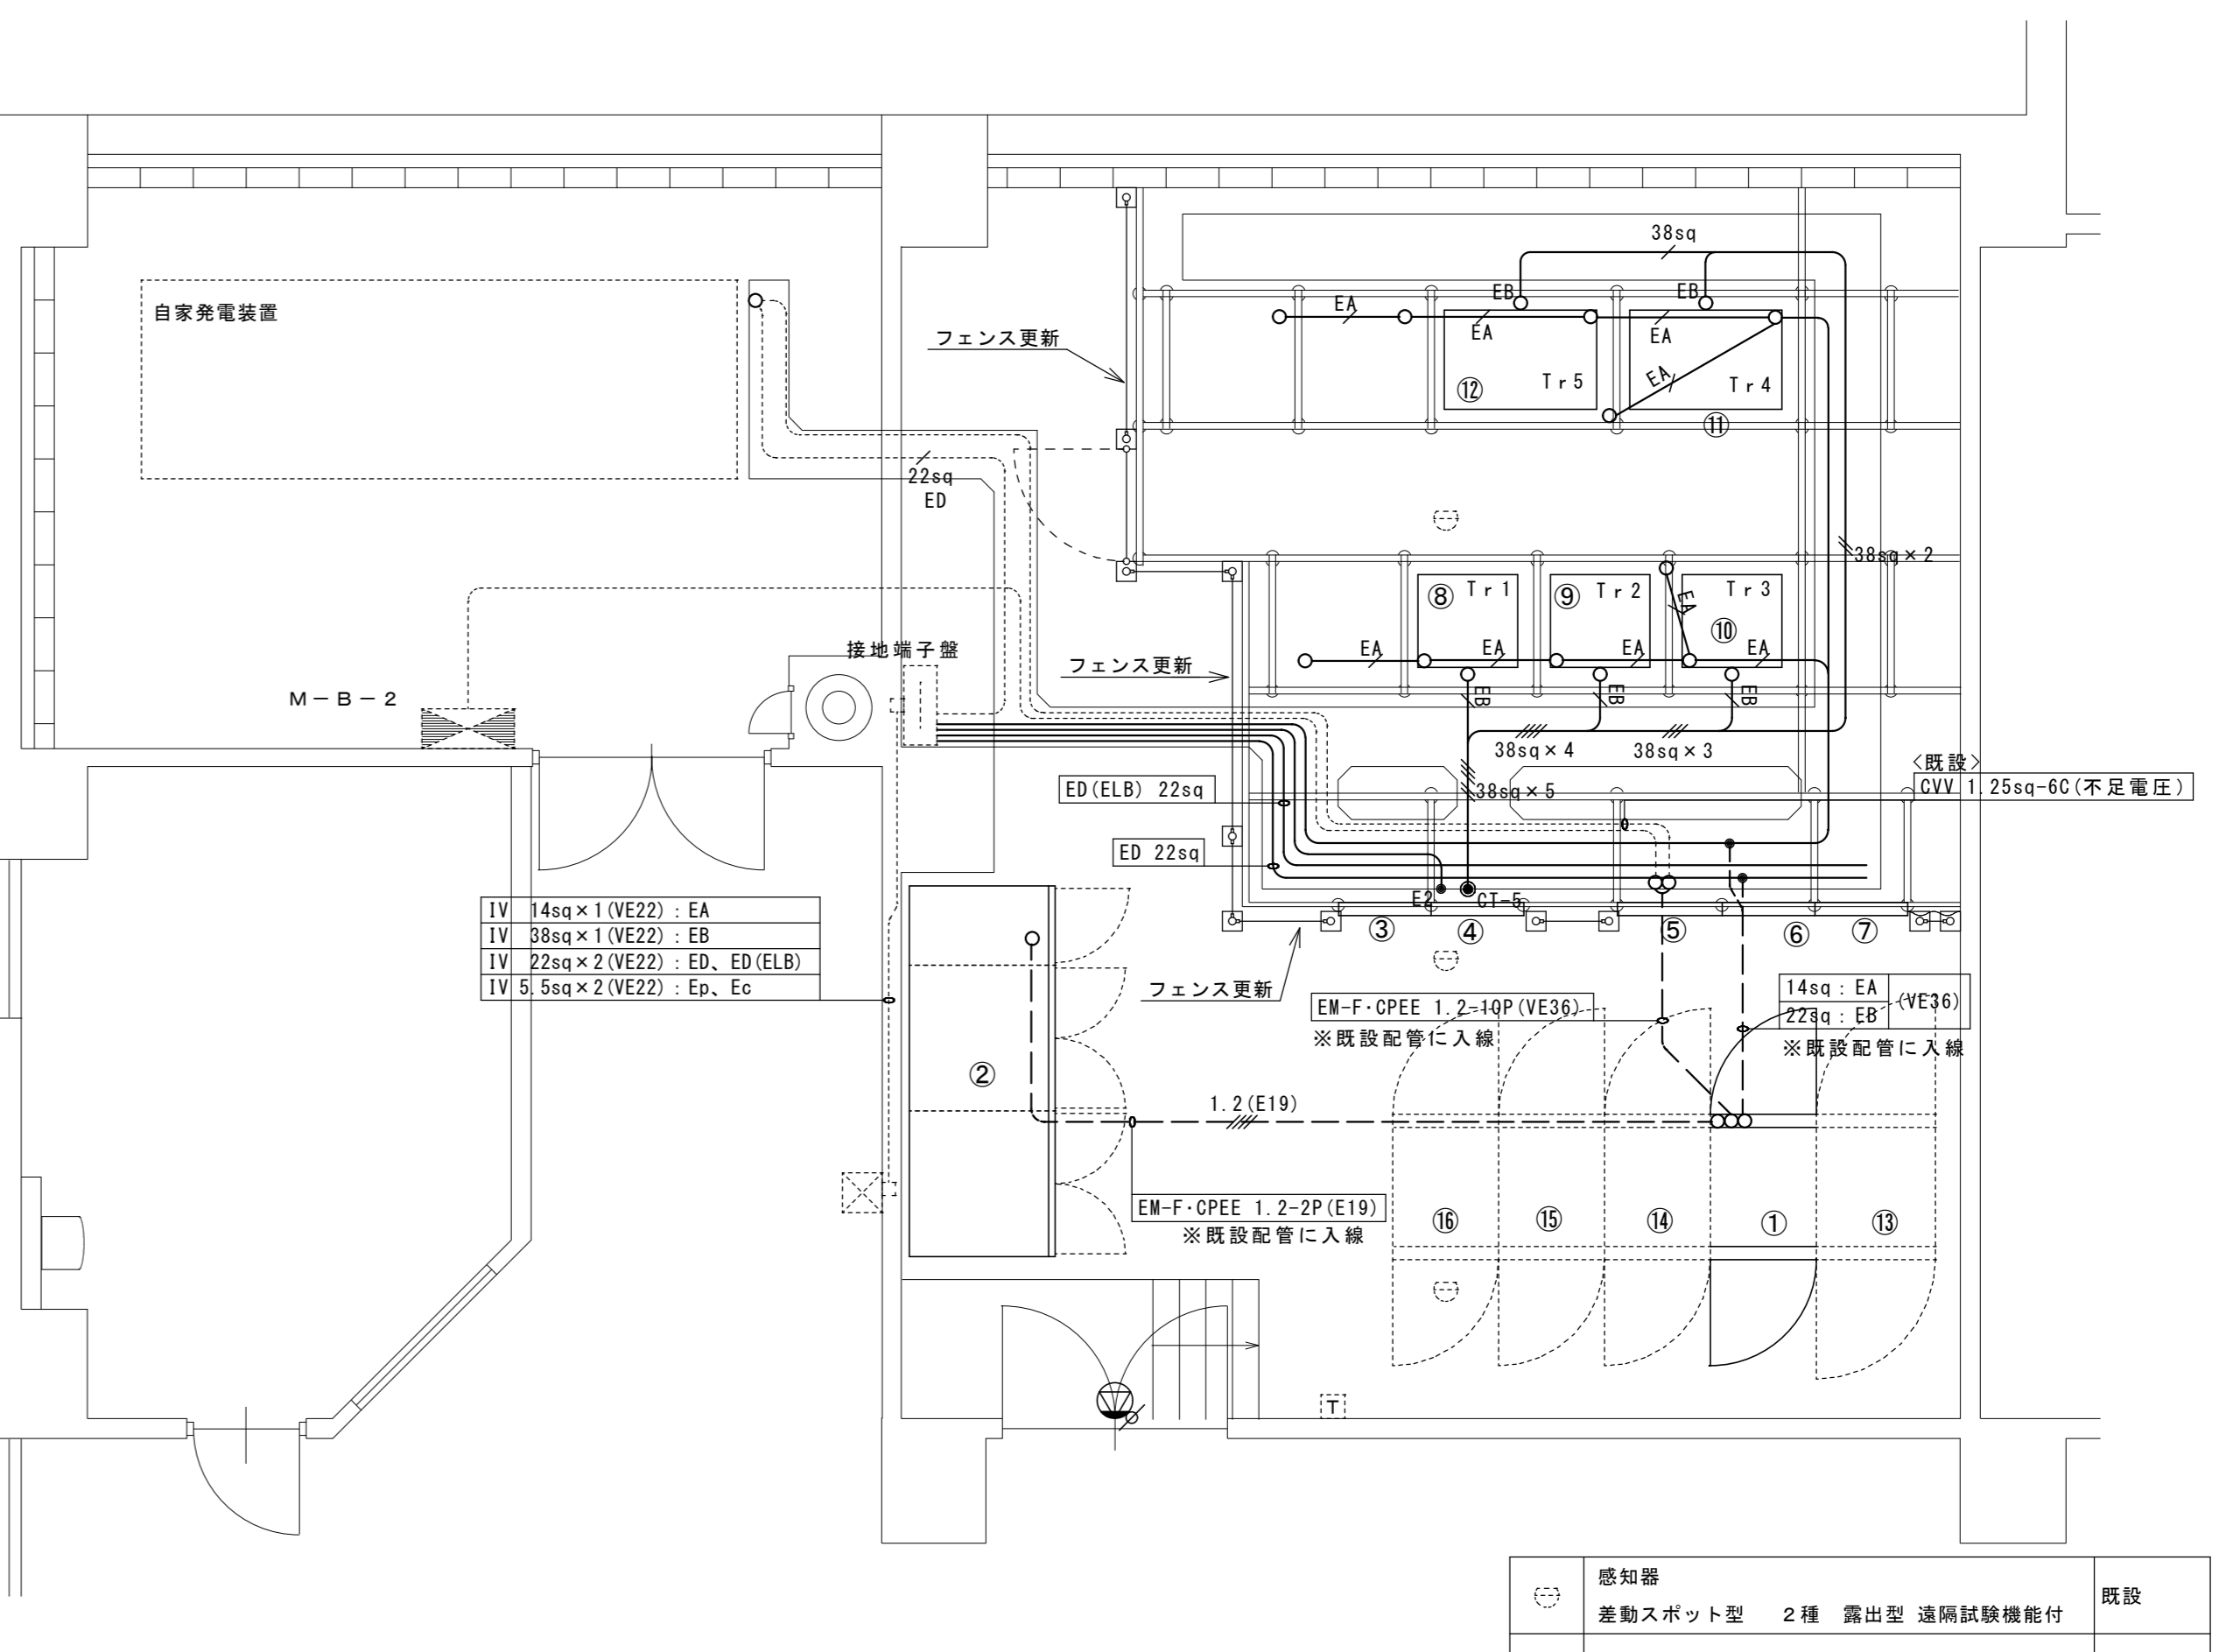 38sq
自家発電装置
EB
EB
EA
EA
EA
フェンス更新
EA
Tr5
Tr4
⑫
⑪
22sq
ED
38sq×2
⑧
Tr1
⑨
Tr2
Tr3
EA
⑩
接地端子盤
フェンス更新
EA
EA
EA
EA
M-B-2
EB
EB
EB
38sq×4
38sq×3
<既設>
CVV 1.25sq-6C(不足電圧)
ED(ELB) 22sq
38sq×5
ED 22sq
E2
CT-5
③
④
⑤
⑥
⑦
IV 14sq×1(VE22) : EA
IV 38sq×1(VE22) : EB
IV 22sq×2(VE22) : ED、ED(ELB)
IV 5.5sq×2(VE22) : Ep、Ec
フェンス更新
EM-F・CPEE 1.2-10P(VE36)
※既設配管に入線
14sq : EA
22sq : EB
(VE36)
※既設配管に入線
②
1.2(E19)
EM-F・CPEE 1.2-2P(E19)
※既設配管に入線
⑯
⑮
⑭
①
⑬
T
感知器
差動スポット型 2種 露出型 遠隔試験機能付
既設